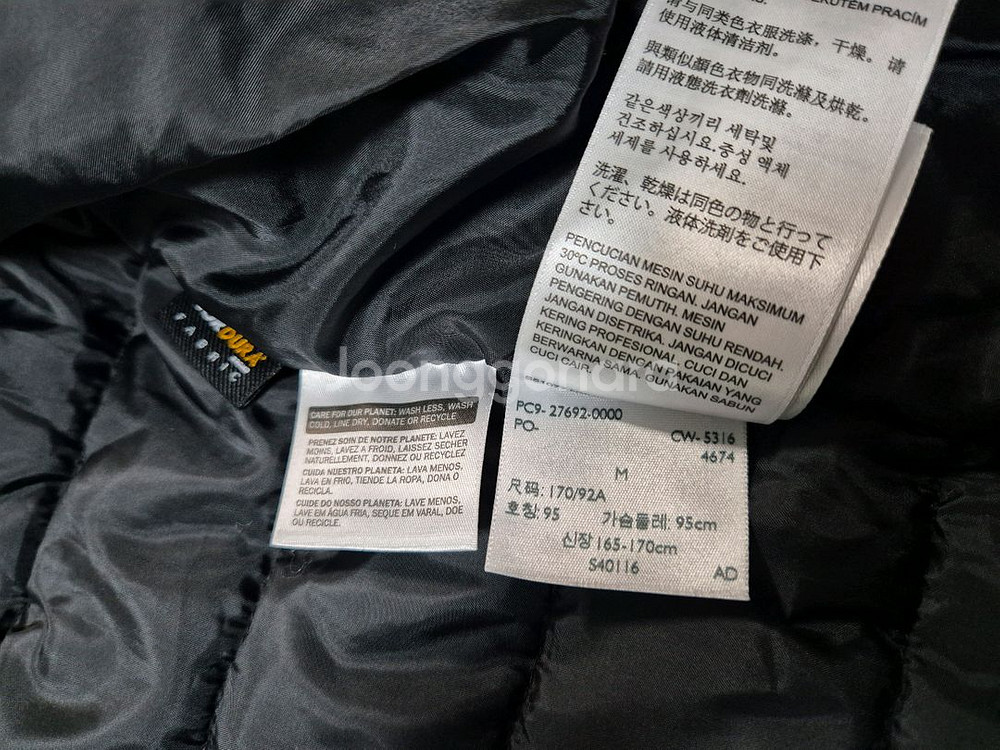 PRACÍM
请与同类色衣服洗涤，干燥。请
使用液体清洁剂。
與類似顏色衣物同洗滌及烘乾。
請用液態洗衣劑洗滌。
같은색상끼리 세탁및
건조하십시요.중성 액체
세제를 사용하세요.
洗濯、乾燥は同色の物と行って
ください。液体洗剤をご使用下
さい。
PENCUCIAN MESIN SUHU MAKSIMUM
30ºC PROSES RINGAN. JANGAN
GUNAKAN PEMUTIH. MESIN
PENGERING DENGAN SUHU RENDAH.
JANGAN DISETRIKA. JANGAN DICUCI
KERING PROFESIONAL. CUCI DAN
KERINGKAN DENGAN PAKAIAN YANG
BERWARNA SAMA. GUNAKAN SABUN
CUCI CAIR.
DURA
FABRIC
Joonggonara
CARE FOR OUR PLANET: WASH LESS, WASH
COLD, LINE DRY, DONATE OR RECYCLE
PRENEZ SOIN DE NOTRE PLANÈTE: LAVEZ
MOINS, LAVEZ A FROID, LAISSEZ SECHER
NATURELLEMENT, DONNEZ OU RECYCLEZ
CUIDA NUESTRO PLANETA: LAVA MENOS,
LAVA EN FRIO, TIENDE LA ROPA, DONA O
RECICLA.
CUIDE DO NOSSO PLANETA: LAVE MENOS,
LAVE EM ÁGUA FRIA, SEQUE EM VARAL, DOE
OU RECICLE.
PC9- 27692-0000
PO-
CW- 5316
4674
M
尺码: 170/92A
호칭: 95 가슴둘레: 95cm
신장 165-170cm
S40116
AD